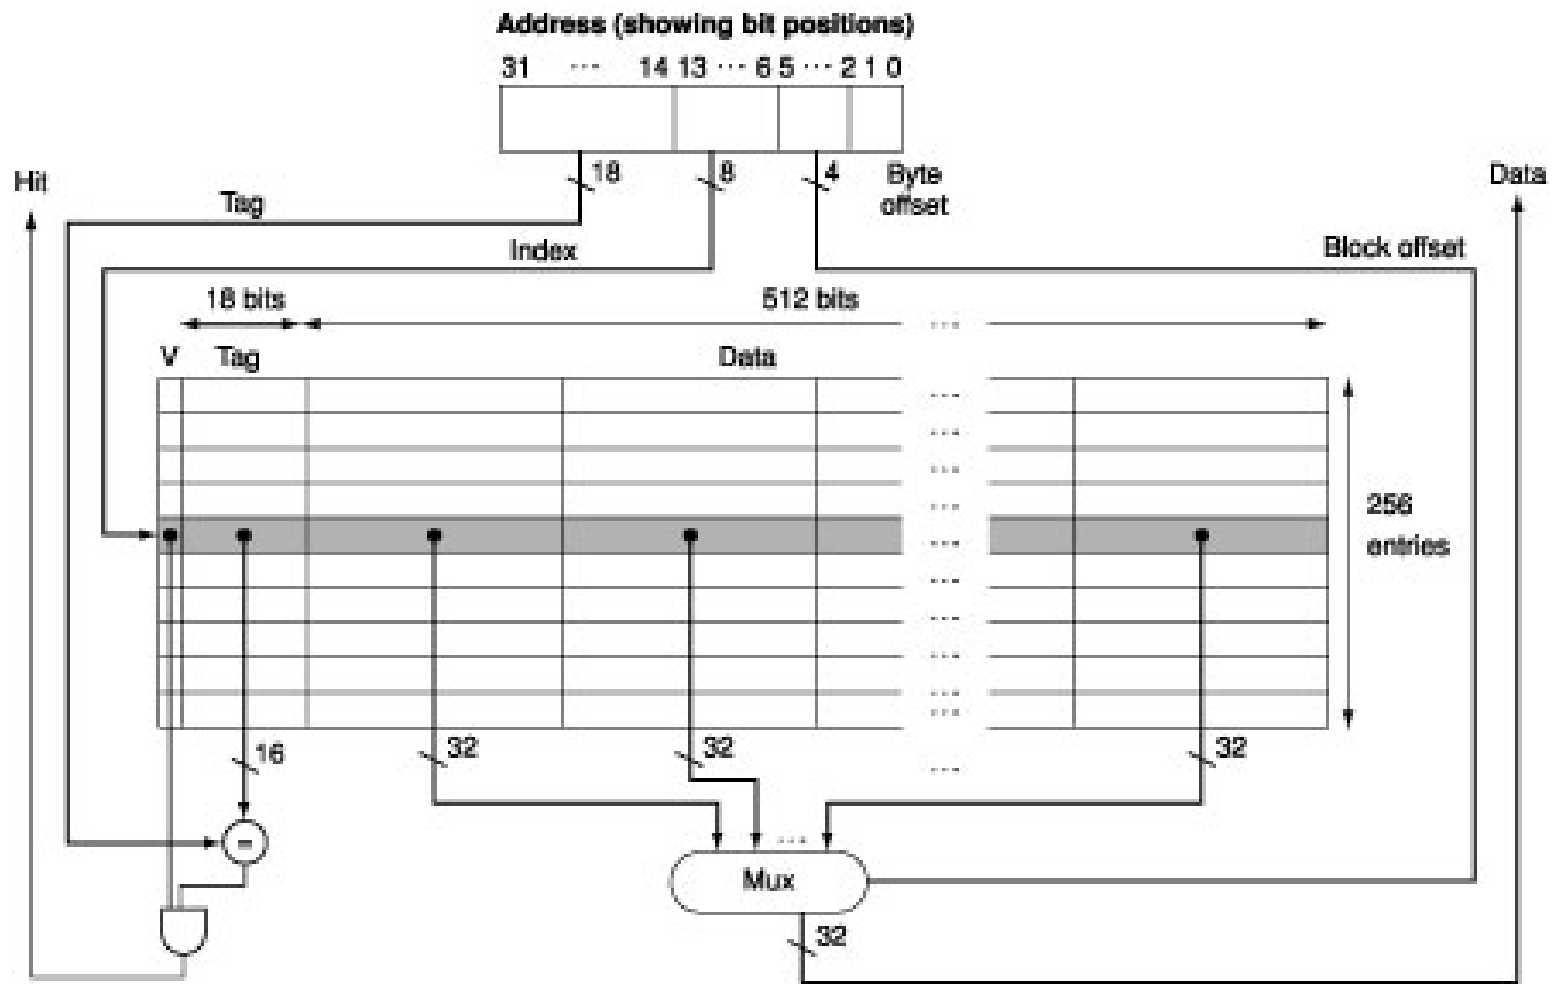 Address (showing bit positions)
31 ... 14 13 ... 6 5 ... 2 1 0
18
8
4
Byte
offset
Hit
Data
Tag
Index
Block offset
18 bits
512 bits
...
V
Tag
Data
...
...
...
...
...
...
...
...
...
...
256
entries
16
32
32
...
32
=
...
Mux
32